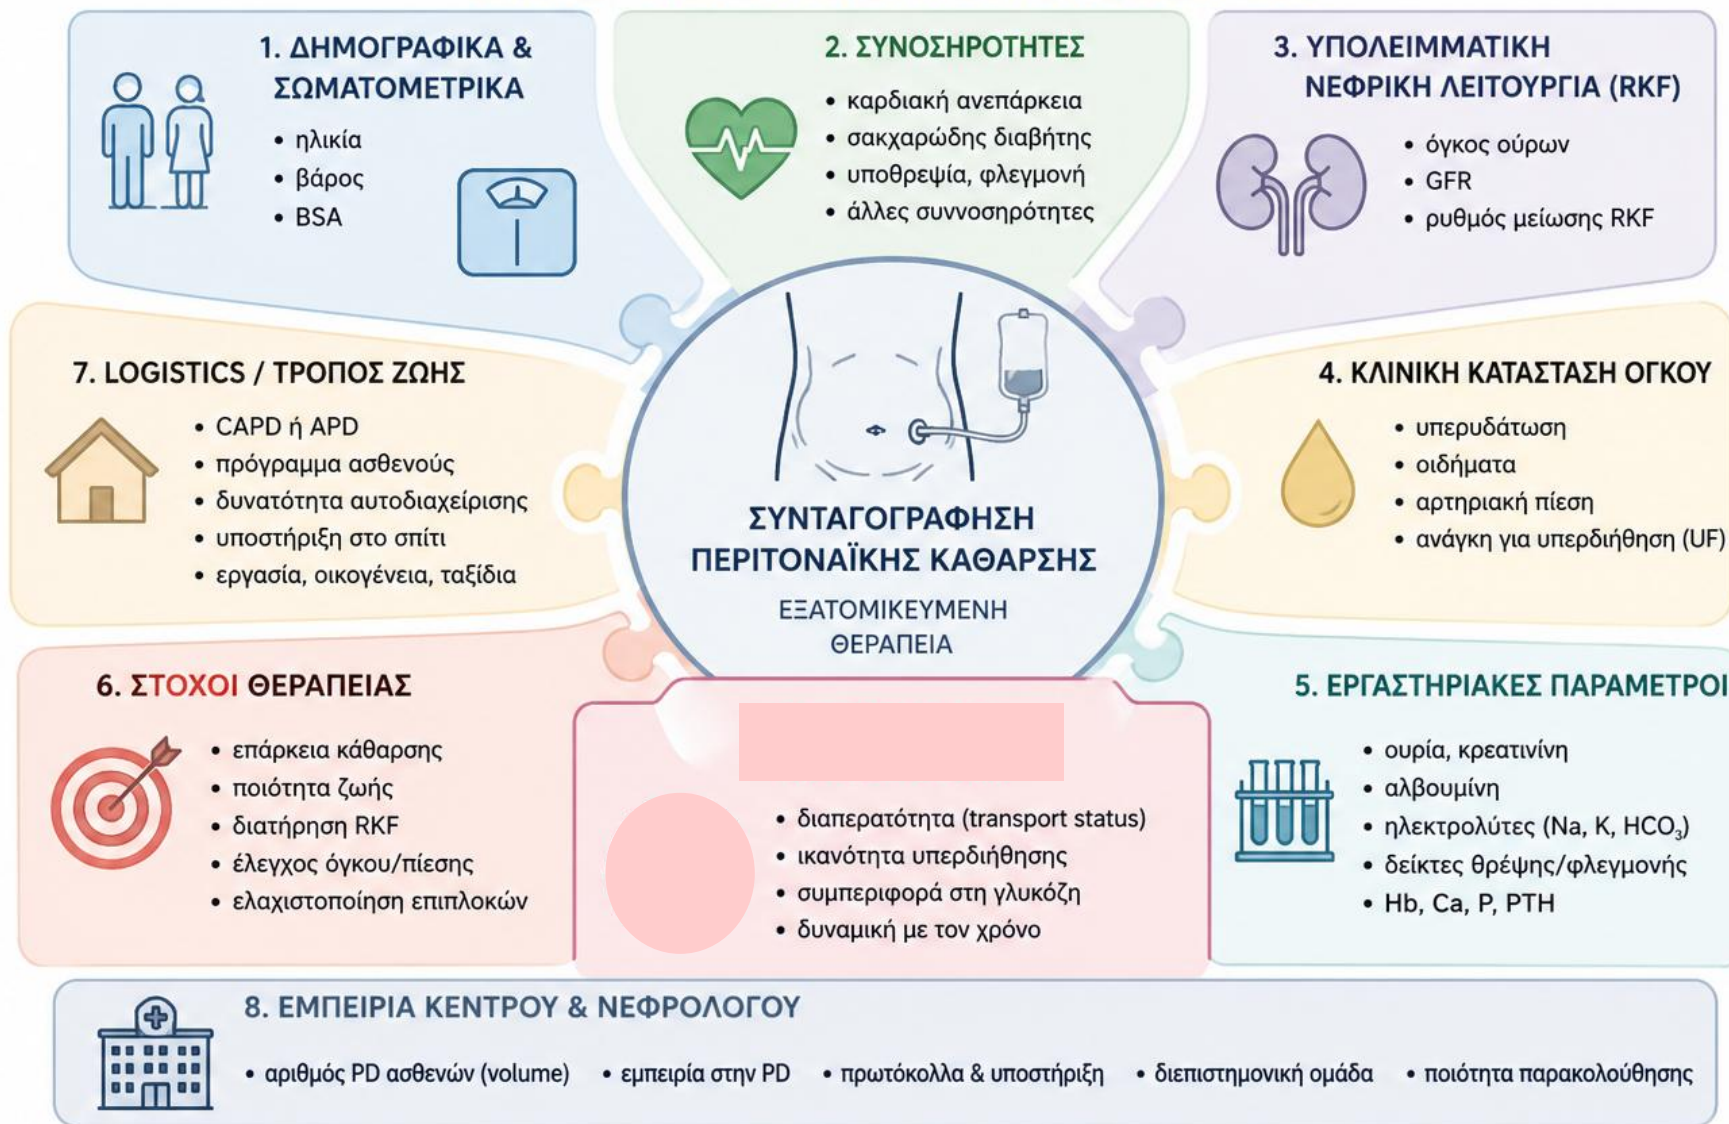 1. ΔΗΜΟΓΡΑΦΙΚΑ &
ΣΩΜΑΤΟΜΕΤΡΙΚΑ
• ηλικία
• βάρος
• BSA
2. ΣΥΝΟΣΗΡΟΤΗΤΕΣ
• καρδιακή ανεπάρκεια
• σακχαρώδης διαβήτης
• υποθρεψία, φλεγμονή
• άλλες συννοσηρότητες
3. ΥΠΟΛΕΙΜΜΑΤΙΚΗ
ΝΕΦΡΙΚΗ ΛΕΙΤΟΥΡΓΙΑ (RKF)
• όγκος ούρων
• GFR
• ρυθμός μείωσης RKF
7. LOGISTICS / ΤΡΟΠΟΣ ΖΩΗΣ
• CAPD ή APD
• πρόγραμμα ασθενούς
• δυνατότητα αυτοδιαχείρισης
• υποστήριξη στο σπίτι
• εργασία, οικογένεια, ταξίδια
ΣΥΝΤΑΓΟΓΡΑΦΗΣΗ
ΠΕΡΙΤΟΝΑΪΚΗΣ ΚΑΘΑΡΣΗΣ
ΕΞΑΤΟΜΙΚΕΥΜΕΝΗ
ΘΕΡΑΠΕΙΑ
4. ΚΛΙΝΙΚΗ ΚΑΤΑΣΤΑΣΗ ΟΓΚΟΥ
• υπερυδάτωση
• οιδήματα
• αρτηριακή πίεση
• ανάγκη για υπερδιήθηση (UF)
6. ΣΤΟΧΟΙ ΘΕΡΑΠΕΙΑΣ
• επάρκεια κάθαρσης
• ποιότητα ζωής
• διατήρηση RKF
• έλεγχος όγκου/πίεσης
• ελαχιστοποίηση επιπλοκών
• διαπερατότητα (transport status)
• ικανότητα υπερδιήθησης
• συμπεριφορά στη γλυκόζη
• δυναμική με τον χρόνο
5. ΕΡΓΑΣΤΗΡΙΑΚΕΣ ΠΑΡΑΜΕΤΡΟΙ
• ουρία, κρεατινίνη
• αλβουμίνη
• ηλεκτρολύτες (Na, K, HCO₃)
• δείκτες θρέψης/φλεγμονής
• Hb, Ca, P, PTH
8. ΕΜΠΕΙΡΙΑ ΚΕΝΤΡΟΥ & ΝΕΦΡΟΛΟΓΟΥ
• αριθμός PD ασθενών (volume) • εμπειρία στην PD • πρωτόκολλα & υποστήριξη • διεπιστημονική ομάδα • ποιότητα παρακολούθησης